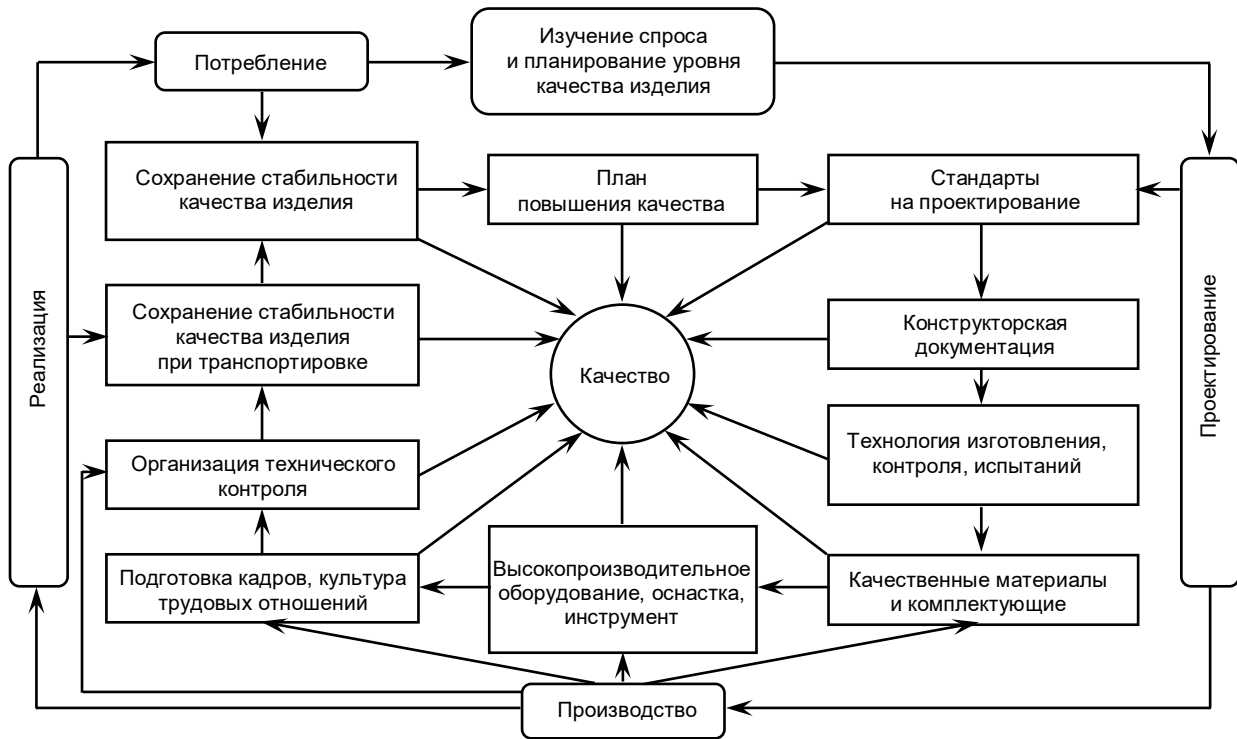 Потребление
Изучение спроса
и планирование уровня
качества изделия
Сохранение стабильности
качества изделия
План
повышения качества
Стандарты
на проектирование
Реализация
Сохранение стабильности
качества изделия
при транспортировке
Качество
Конструкторская
документация
Проектирование
Организация технического
контроля
Технология изготовления,
контроля, испытаний
Подготовка кадров, культура
трудовых отношений
Высокопроизводительное
оборудование, оснастка,
инструмент
Качественные материалы
и комплектующие
Производство